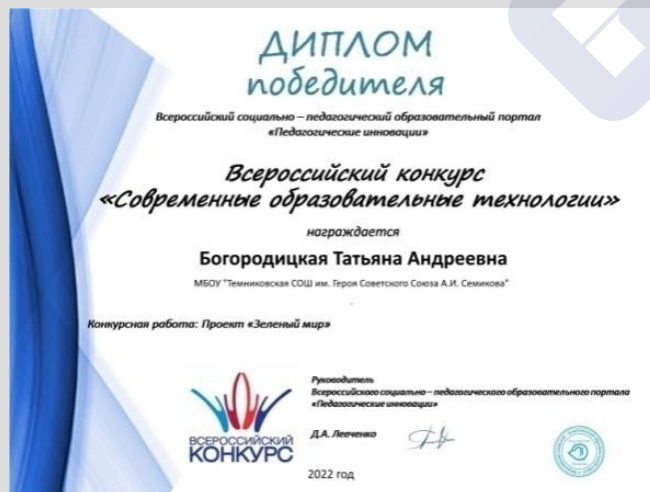 ДИПЛОМ
победителя
Всероссийский социально – педагогический образовательный портал
«Педагогические инновации»
Всероссийский конкурс
«Современные образовательные технологии»
награждается
Богородицкая Татьяна Андреевна
МБОУ "Темниковская СОШ им. Героя Советского Союза А.И. Семикова"
Конкурсная работа: Проект «Зеленый мир»
Руководитель
Всероссийского социально – педагогического образовательного портала
«Педагогические инновации»
Д.А. Левченко
ВСЕРОССИЙСКИЙ
КОНКУРС
2022 год